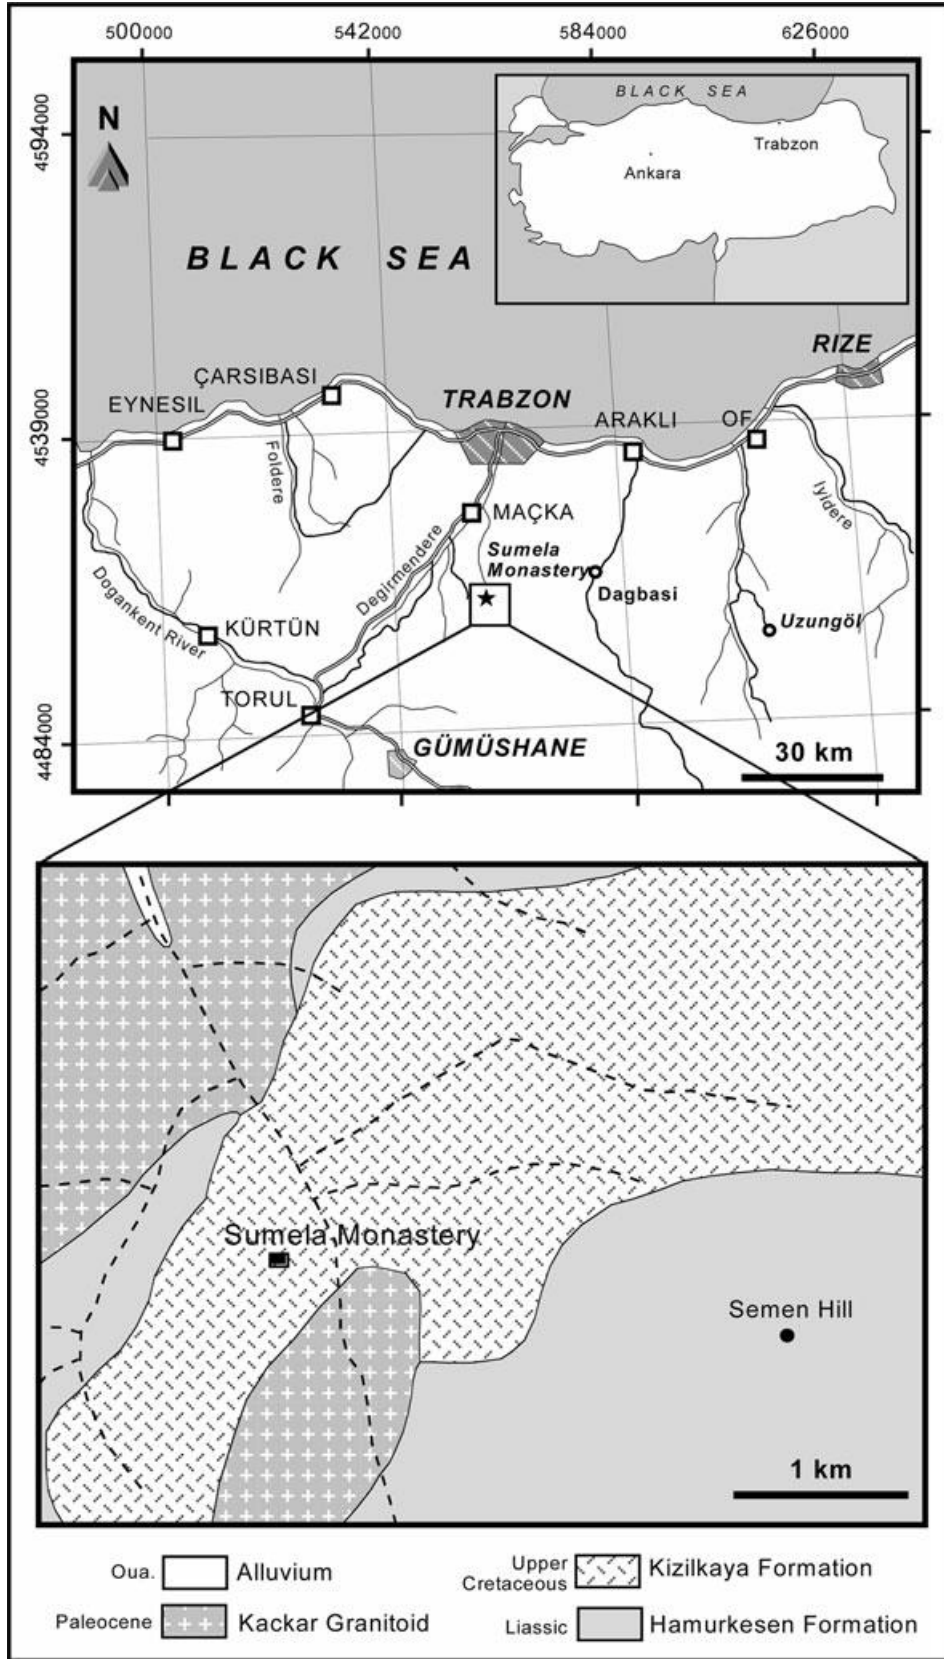 500000 542000 584000 626000
4594000
4539000
4484000
N
BLACK SEA
Trabzon
Ankara
BLACK SEA
RIZE
ÇARSIBASI
TRABZON
EYNESIL
ARAKLI
OF
Foldere
Iyidere
MAÇKA
Degirmendere
Sumela
Monastery
Dagbasi
Dogankent River
KÜRTÜN
Uzungöl
TORUL
GÜMÜSHANE
30 km
Sumela Monastery
Semen Hill
1 km
Oua. Alluvium
Paleocene Kackar Granitoid
Upper
Cretaceous Kizilkaya Formation
Liassic Hamurkesen Formation